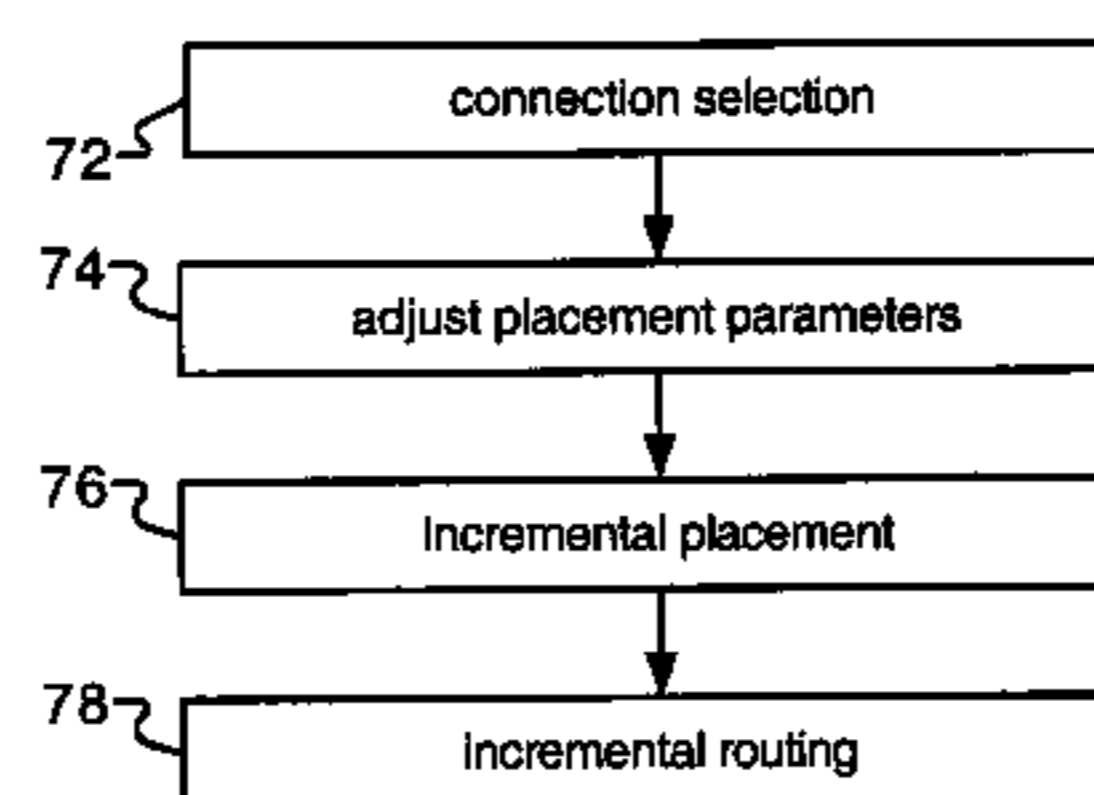 connection selection
72
74
adjust placement parameters
76
incremental placement
78
incremental routing